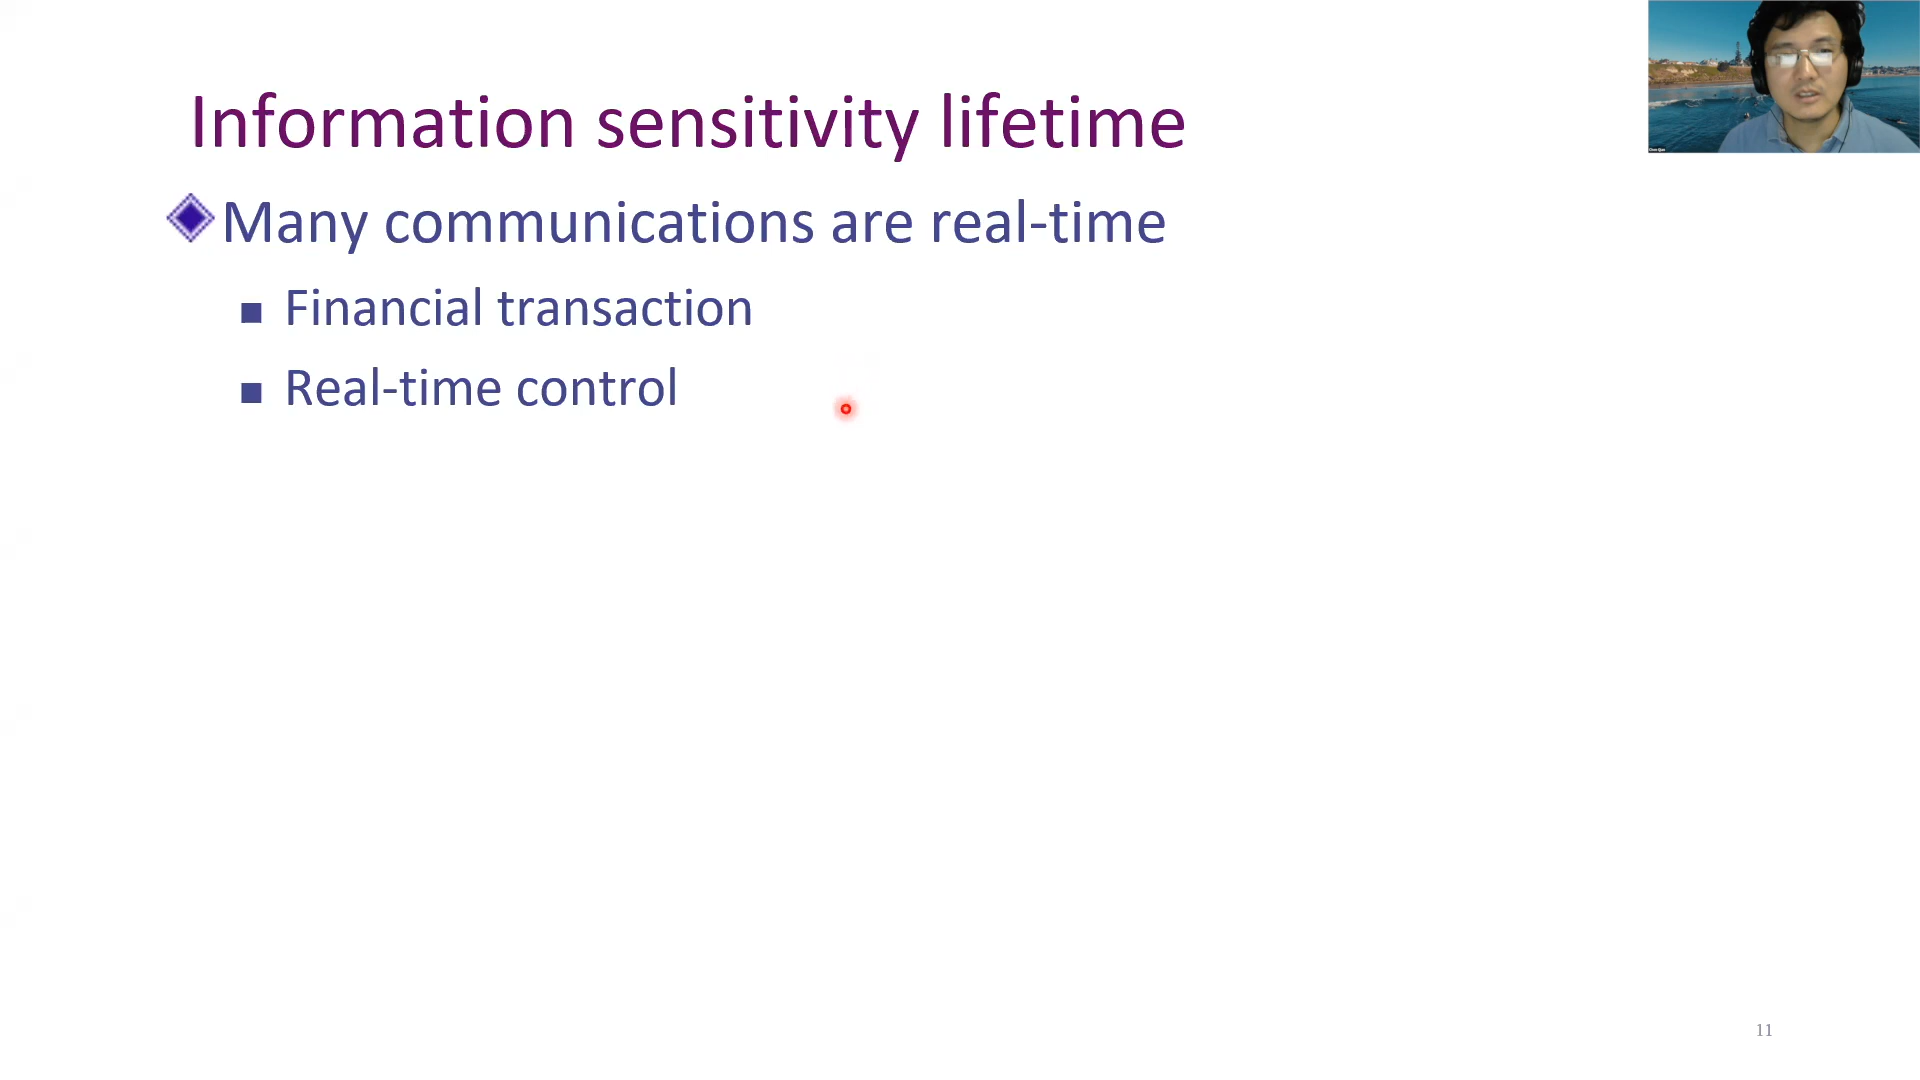 Information sensitivity lifetime
Many communications are real-time
Financial transaction
Real-time control
11